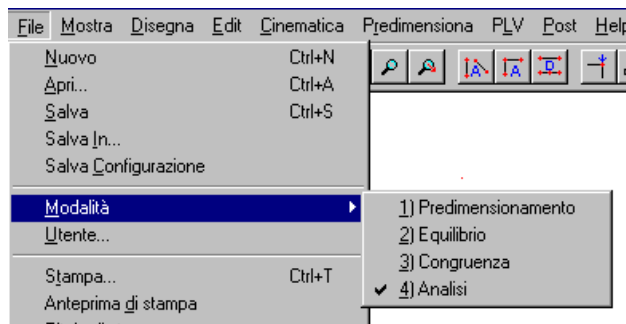 File Mostra Disegna Edit Cinematica Predimensiona PLV Post Help
Nuovo Ctrl+N
Apri... Ctrl+A
Salva Ctrl+S
Salva In...
Salva Configurazione
Modalità
Utente...
Stampa... Ctrl+T
Anteprima di stampa
1) Predimensionamento
2) Equilibrio
3) Congruenza
4) Analisi